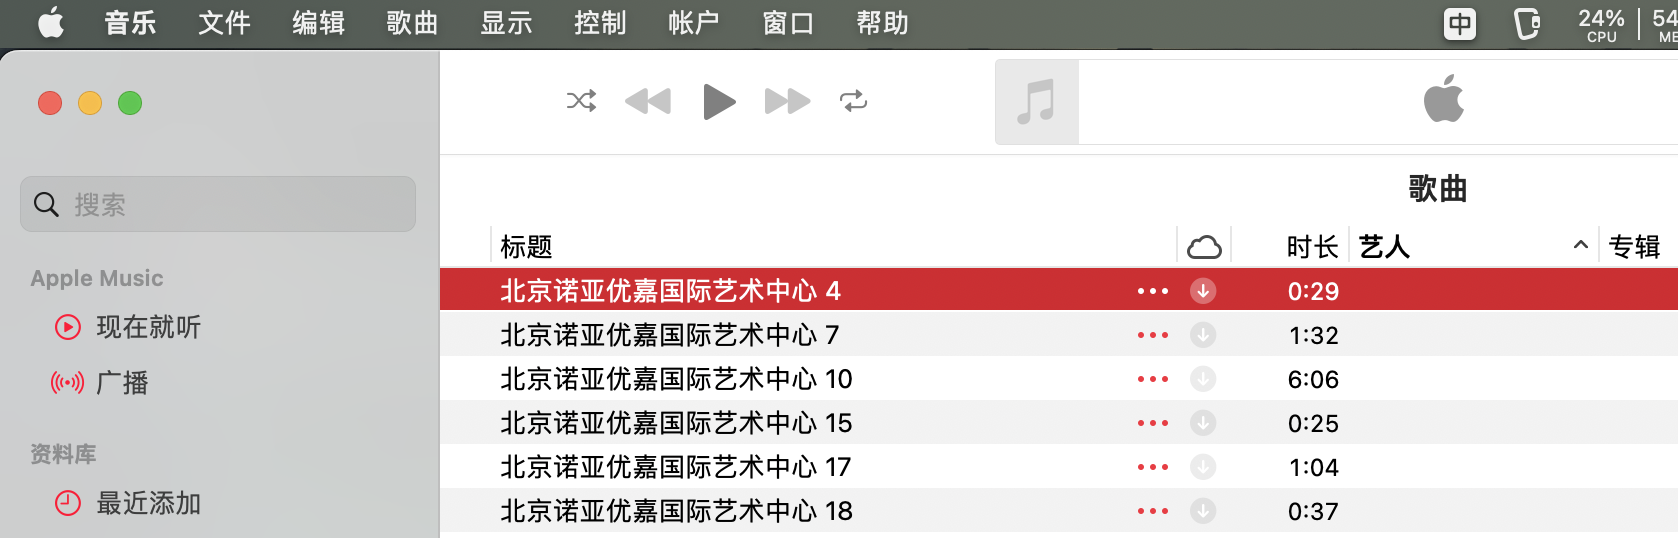 音乐 文件 编辑 歌曲 显示 控制 帐户 窗口 帮助 中 24% CPU
搜索
Apple Music
现在就听
广播
资料库
最近添加
歌曲
标题 时长 艺人 专辑
北京诺亚优嘉国际艺术中心 4 0:29
北京诺亚优嘉国际艺术中心 7 1:32
北京诺亚优嘉国际艺术中心 10 6:06
北京诺亚优嘉国际艺术中心 15 0:25
北京诺亚优嘉国际艺术中心 17 1:04
北京诺亚优嘉国际艺术中心 18 0:37